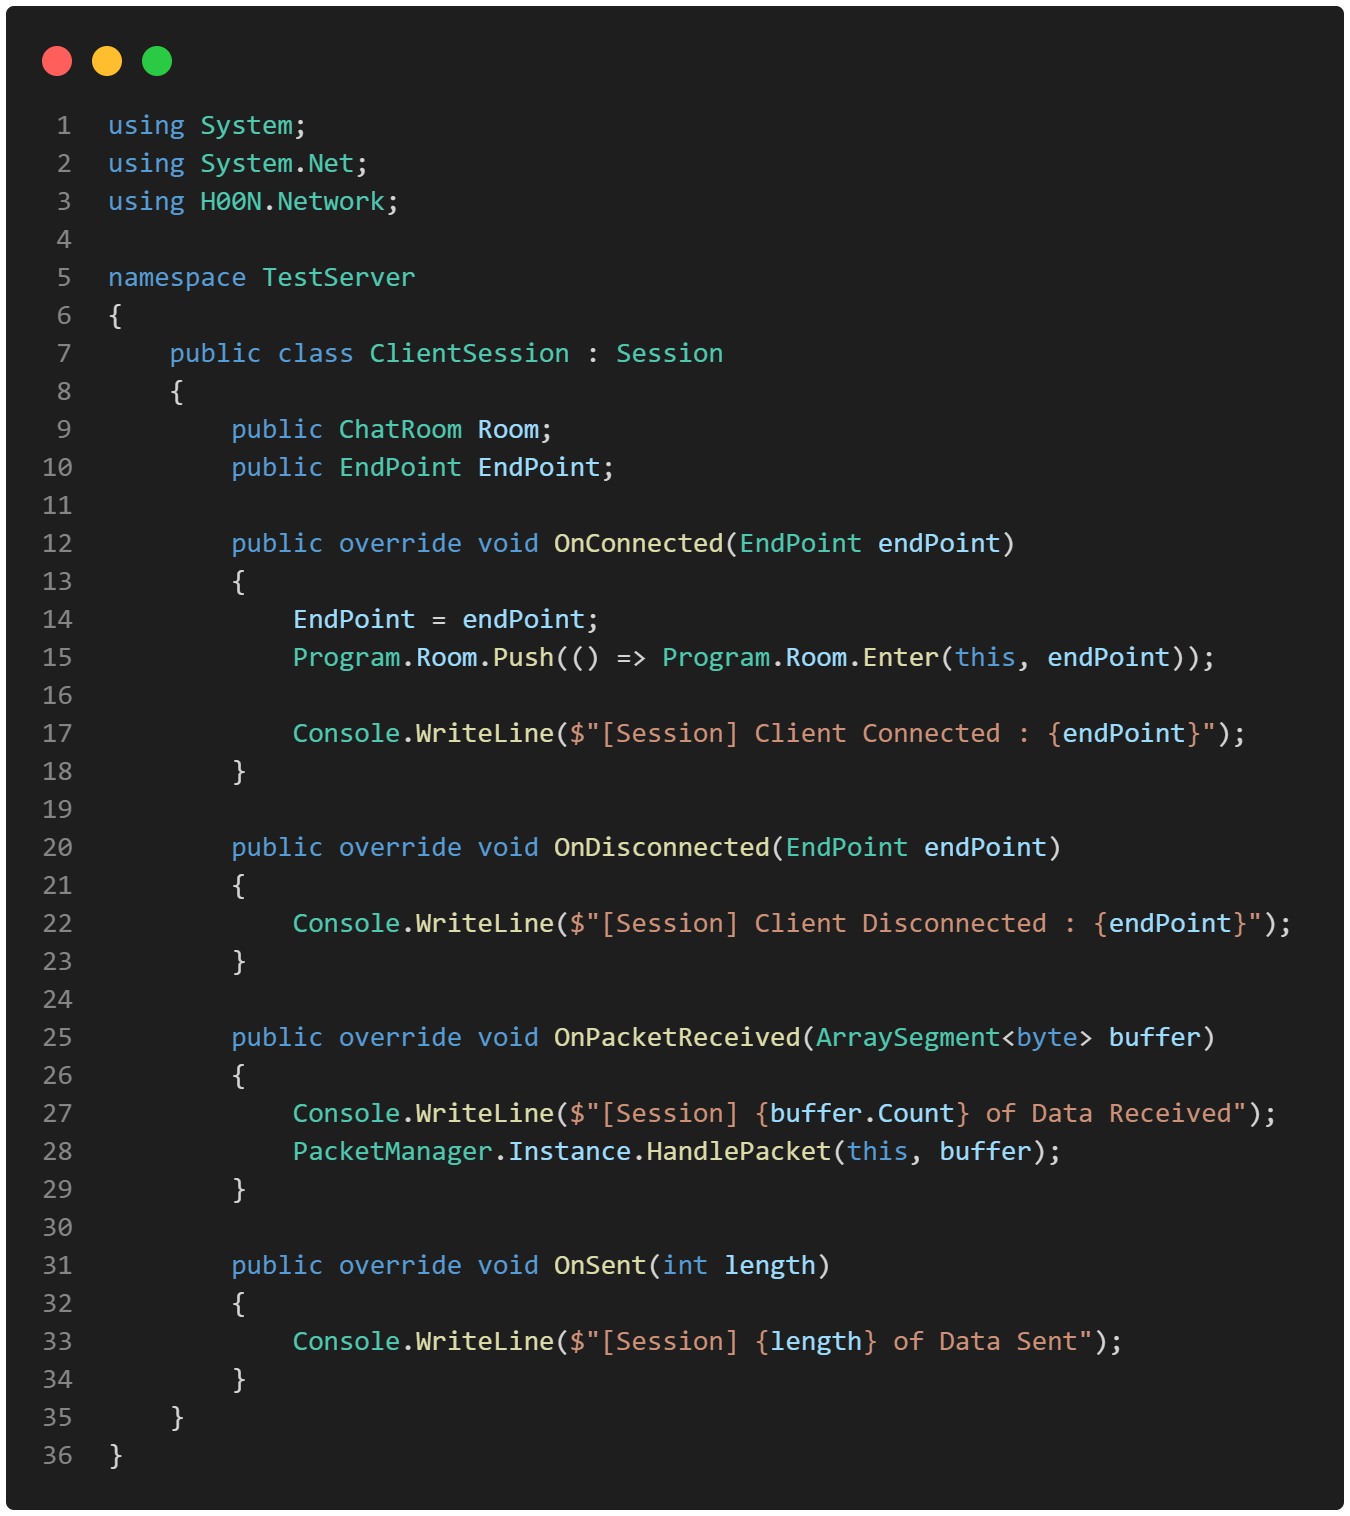 1 using System;
2 using System.Net;
3 using H00N.Network;
4
5 namespace TestServer
6 {
7     public class ClientSession : Session
8     {
9         public ChatRoom Room;
10         public EndPoint EndPoint;
11
12         public override void OnConnected(EndPoint endPoint)
13         {
14             EndPoint = endPoint;
15             Program.Room.Push(() => Program.Room.Enter(this, endPoint));
16
17             Console.WriteLine($"[Session] Client Connected : {endPoint}");
18         }
19
20         public override void OnDisconnected(EndPoint endPoint)
21         {
22             Console.WriteLine($"[Session] Client Disconnected : {endPoint}");
23         }
24
25         public override void OnPacketReceived(ArraySegment<byte> buffer)
26         {
27             Console.WriteLine($"[Session] {buffer.Count} of Data Received");
28             PacketManager.Instance.HandlePacket(this, buffer);
29         }
30
31         public override void OnSent(int length)
32         {
33             Console.WriteLine($"[Session] {length} of Data Sent");
34         }
35     }
36 }